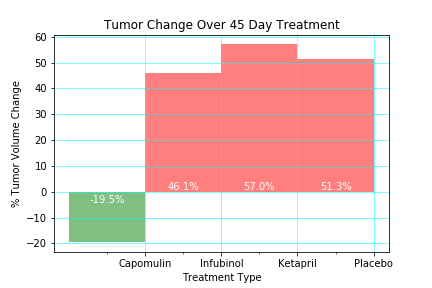 Tumor Change Over 45 Day Treatment
% Tumor Volume Change
60
50
40
30
20
10
0
−10
−20
-19.5%
46.1%
57.0%
51.3%
Capomulin
Infubinol
Ketapril
Placebo
Treatment Type